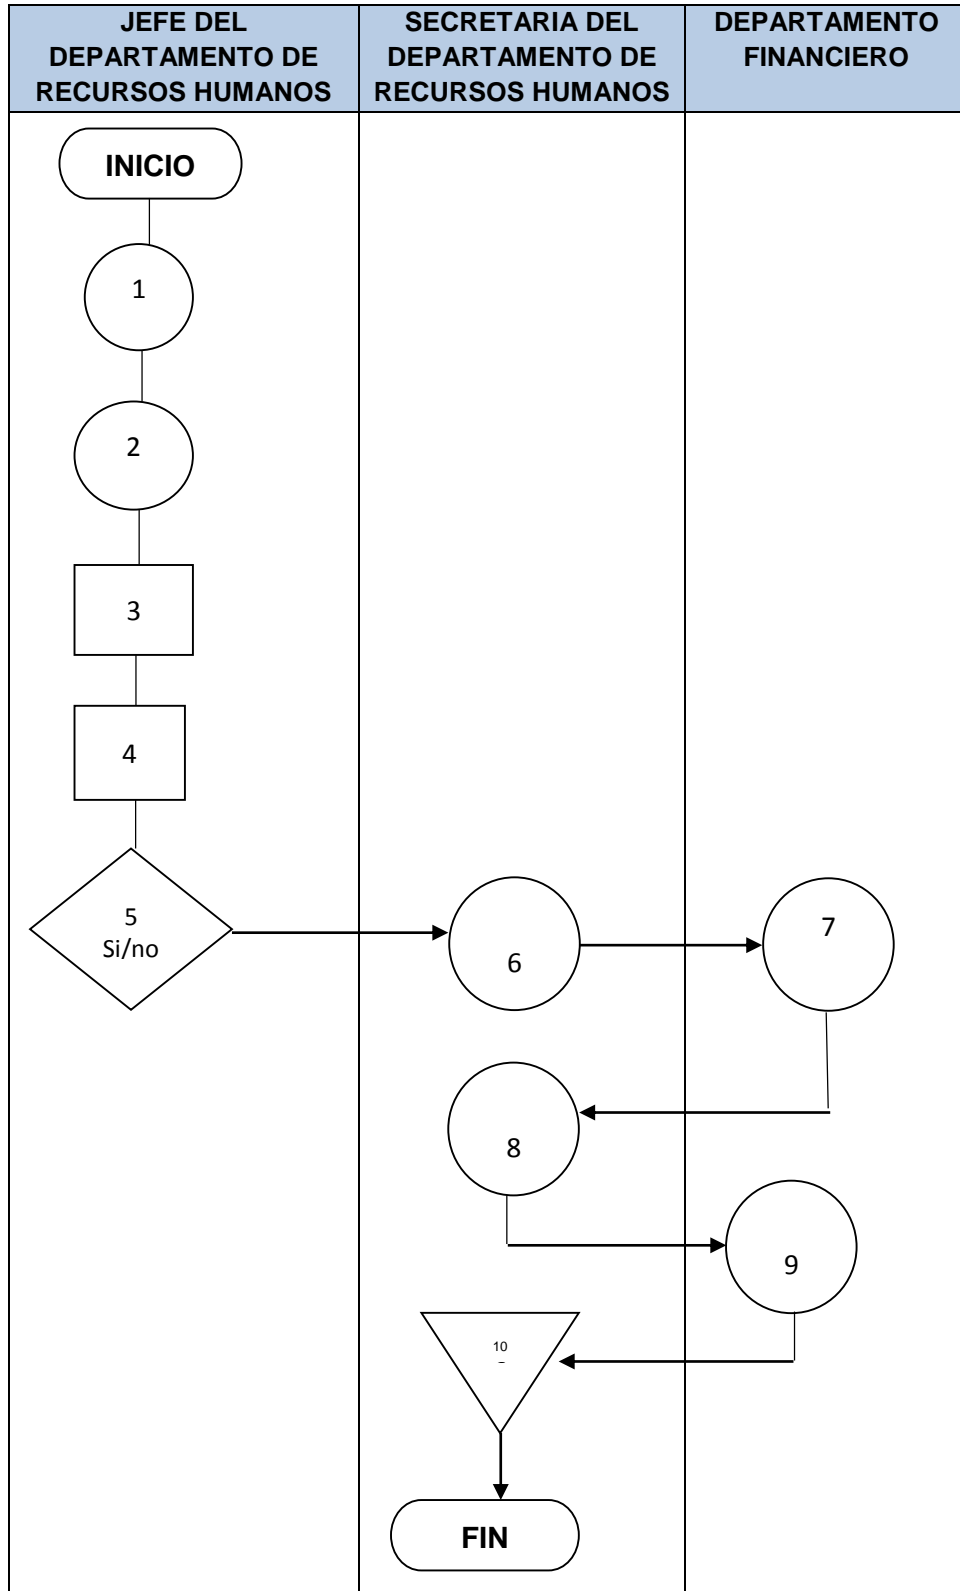 JEFE DEL
DEPARTAMENTO DE
RECURSOS HUMANOS
SECRETARIA DEL
DEPARTAMENTO DE
RECURSOS HUMANOS
DEPARTAMENTO
FINANCIERO
INICIO
1
2
3
4
5
Si/no
6
7
8
9
10
FIN